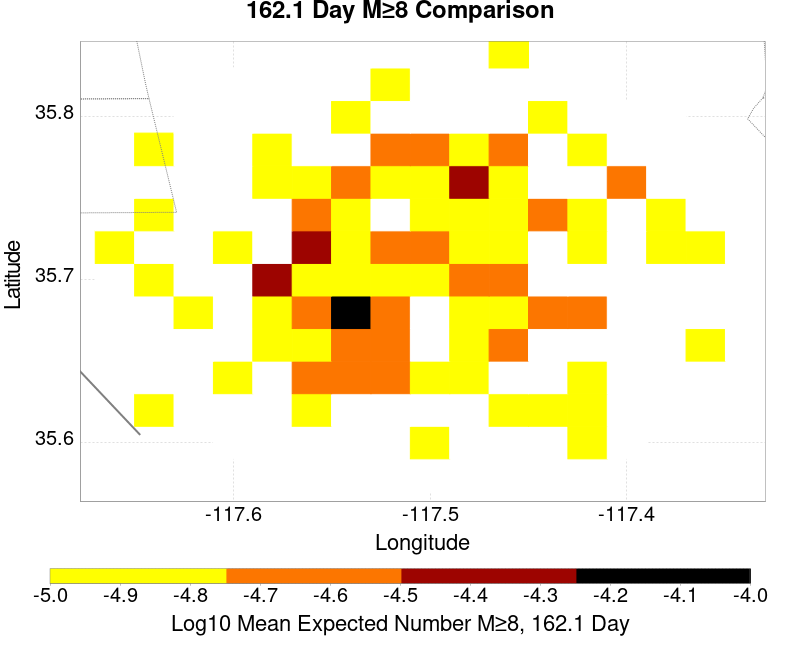 162.1 Day M≥8 Comparison
35.8
35.7
35.6
Latitude
-117.6 -117.5 -117.4
Longitude
-5.0 -4.9 -4.8 -4.7 -4.6 -4.5 -4.4 -4.3 -4.2 -4.1 -4.0
Log10 Mean Expected Number M≥8, 162.1 Day